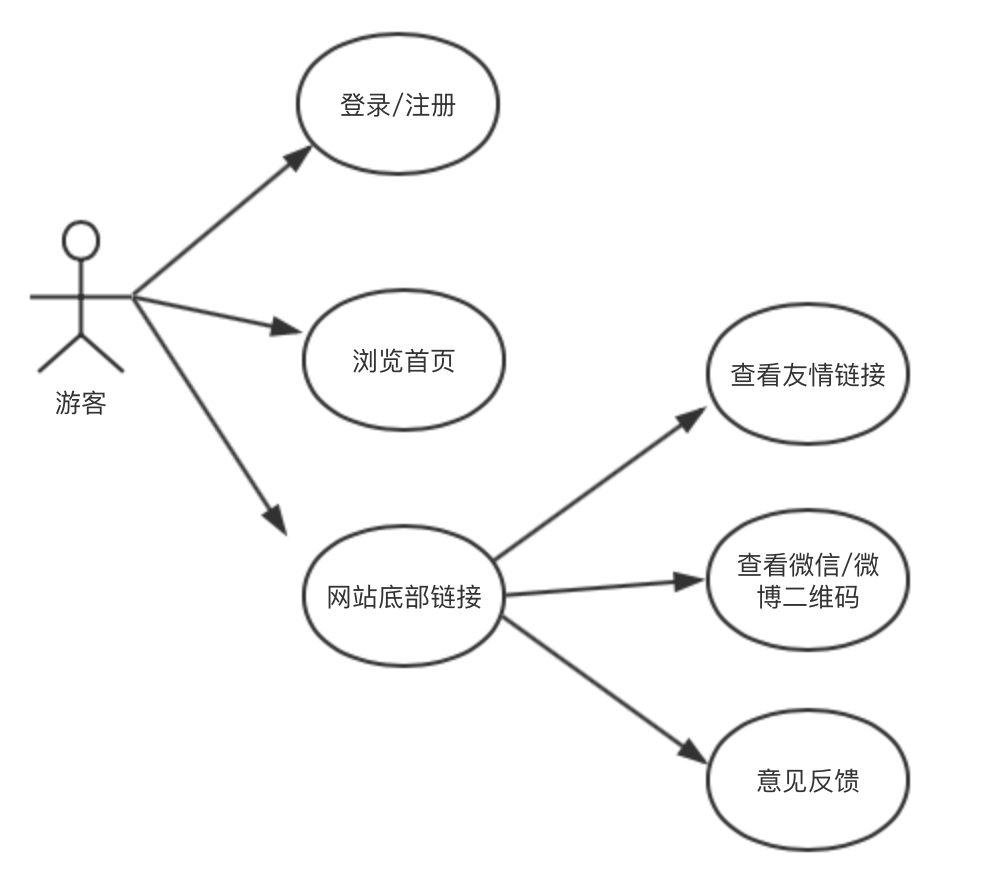 登录/注册
浏览首页
游客
查看友情链接
网站底部链接
查看微信/微
博二维码
意见反馈